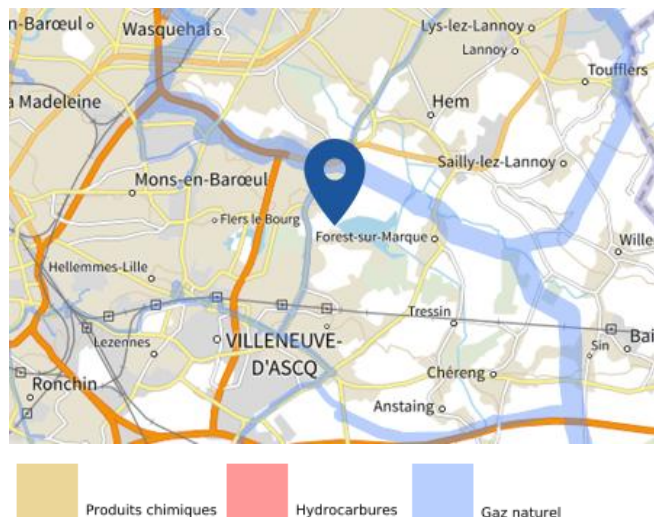 n-Barœul
Wasquehal
Lys-lez-Lannoy
Lannoy
Toufflers
a Madeleine
Hem
Sailly-lez-Lannoy
Mons-en-Barœul
Flers le Bourg
Forest-sur-Marque
Wille
Hellemmes-Lille
Tressin
Lezennes
VILLENEUVE-
D'ASCQ
Bai
Sin
Ronchin
Chéreng
Anstaing
Produits chimiques
Hydrocarbures
Gaz naturel